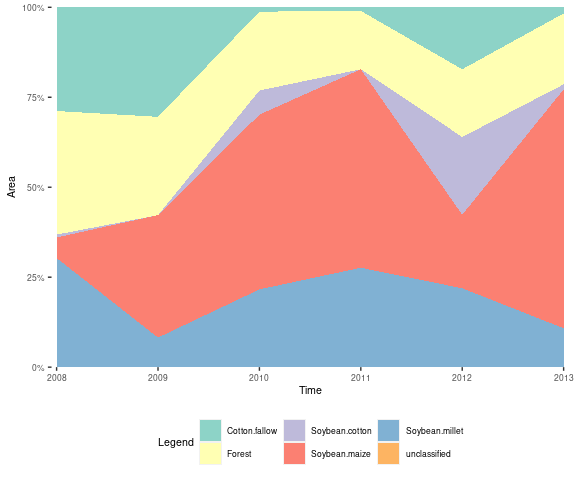 100%
75%
50%
25%
0%
Area
2008 2009 2010 2011 2012 2013
Time
Legend
Cotton.fallow Soybean.cotton Soybean.millet
Forest Soybean.maize unclassified